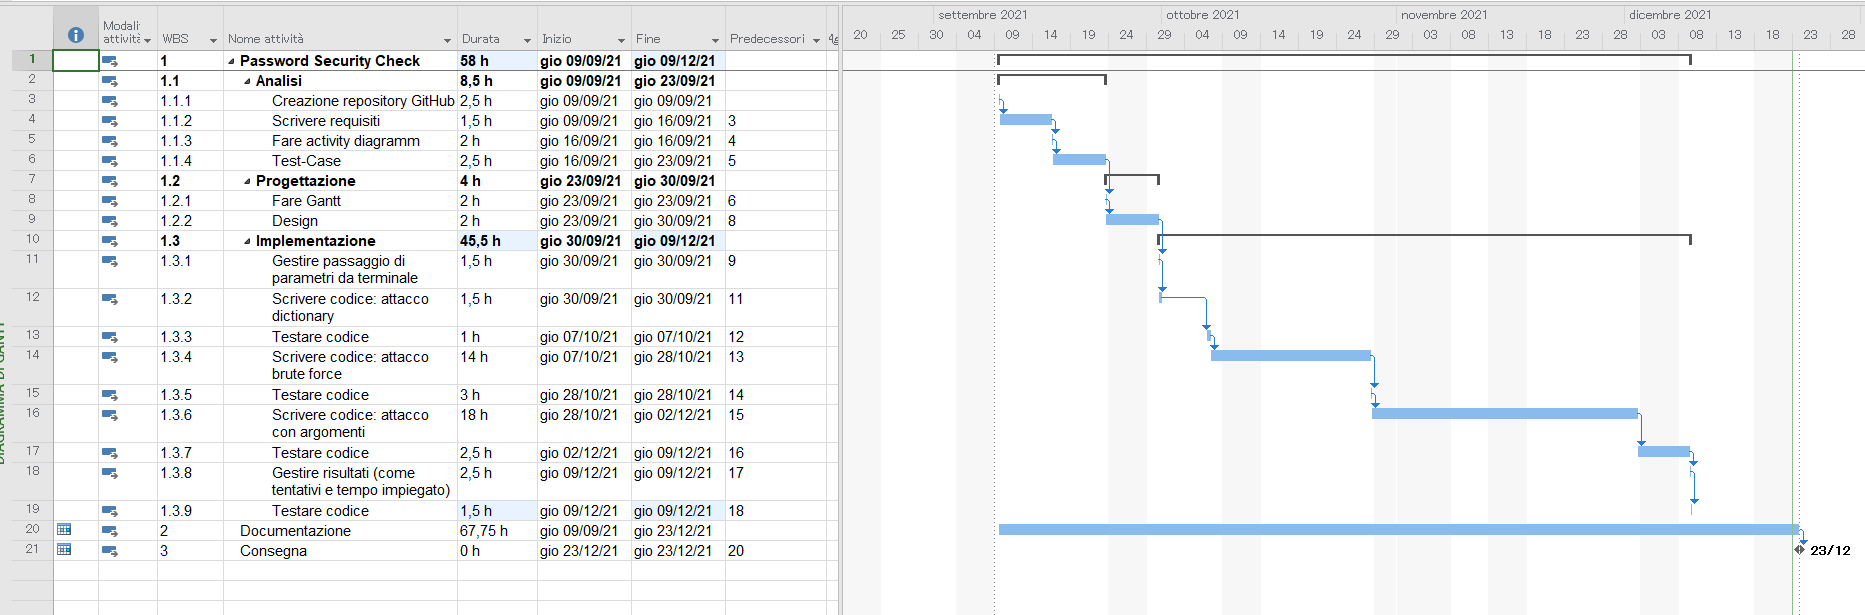 settembre 2021 ottobre 2021 novembre 2021 dicembre 2021
Modali
attività WBS Nome attività Durata Inizio Fine Predecessori
20 25 30 04 09 14 19 24 29 04 09 14 19 24 29 03 08 13 18 23 28 03 08 13 18 23 28
1 1 Password Security Check 58 h gio 09/09/21 gio 09/12/21
2 1.1 Analisi 8,5 h gio 09/09/21 gio 23/09/21
3 1.1.1 Creazione repository GitHub 2,5 h gio 09/09/21 gio 09/09/21
4 1.1.2 Scrivere requisiti 1,5 h gio 09/09/21 gio 16/09/21 3
5 1.1.3 Fare activity diagramm 2 h gio 16/09/21 gio 16/09/21 4
6 1.1.4 Test-Case 2,5 h gio 16/09/21 gio 23/09/21 5
7 1.2 Progettazione 4 h gio 23/09/21 gio 30/09/21
8 1.2.1 Fare Gantt 2 h gio 23/09/21 gio 23/09/21 6
9 1.2.2 Design 2 h gio 23/09/21 gio 30/09/21 8
10 1.3 Implementazione 45,5 h gio 30/09/21 gio 09/12/21
11 1.3.1 Gestire passaggio di 1,5 h gio 30/09/21 gio 30/09/21 9
parametri da terminale
12 1.3.2 Scrivere codice: attacco 1,5 h gio 30/09/21 gio 30/09/21 11
dictionary
13 1.3.3 Testare codice 1 h gio 07/10/21 gio 07/10/21 12
14 1.3.4 Scrivere codice: attacco 14 h gio 07/10/21 gio 28/10/21 13
brute force
15 1.3.5 Testare codice 3 h gio 28/10/21 gio 28/10/21 14
16 1.3.6 Scrivere codice: attacco 18 h gio 28/10/21 gio 02/12/21 15
con argomenti
17 1.3.7 Testare codice 2,5 h gio 02/12/21 gio 09/12/21 16
18 1.3.8 Gestire risultati (come 2,5 h gio 09/12/21 gio 09/12/21 17
tentativi e tempo impiegato)
19 1.3.9 Testare codice 1,5 h gio 09/12/21 gio 09/12/21 18
20 2 Documentazione 67,75 h gio 09/09/21 gio 23/12/21
21 3 Consegna 0 h gio 23/12/21 gio 23/12/21 20
23/12